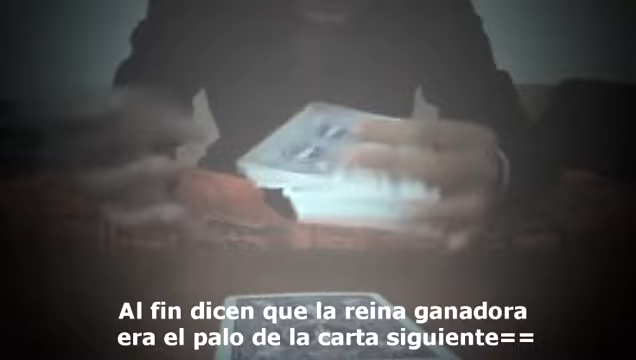 Al fin dicen que la reina ganadora
era el palo de la carta siguiente==